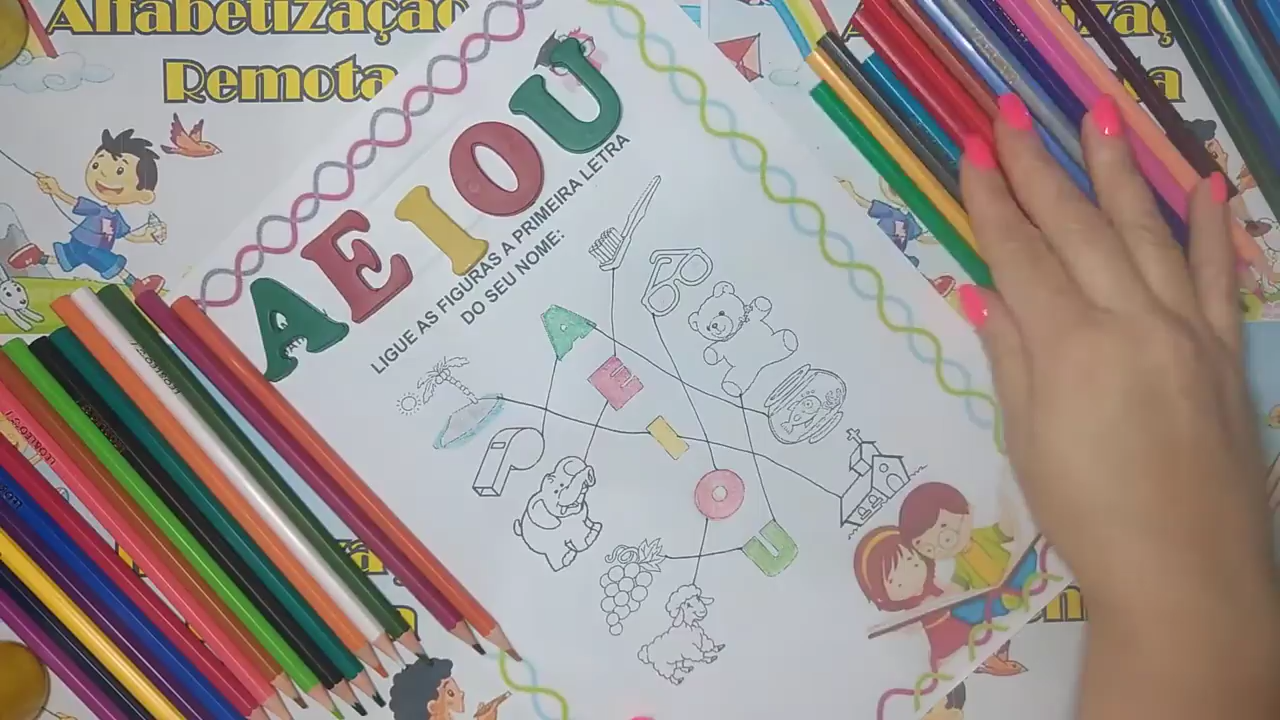 Alfabetização
Remota
AEIOU
LIGUE AS FIGURAS A PRIMEIRA LETRA
DO SEU NOME:
A
E
I
O
U